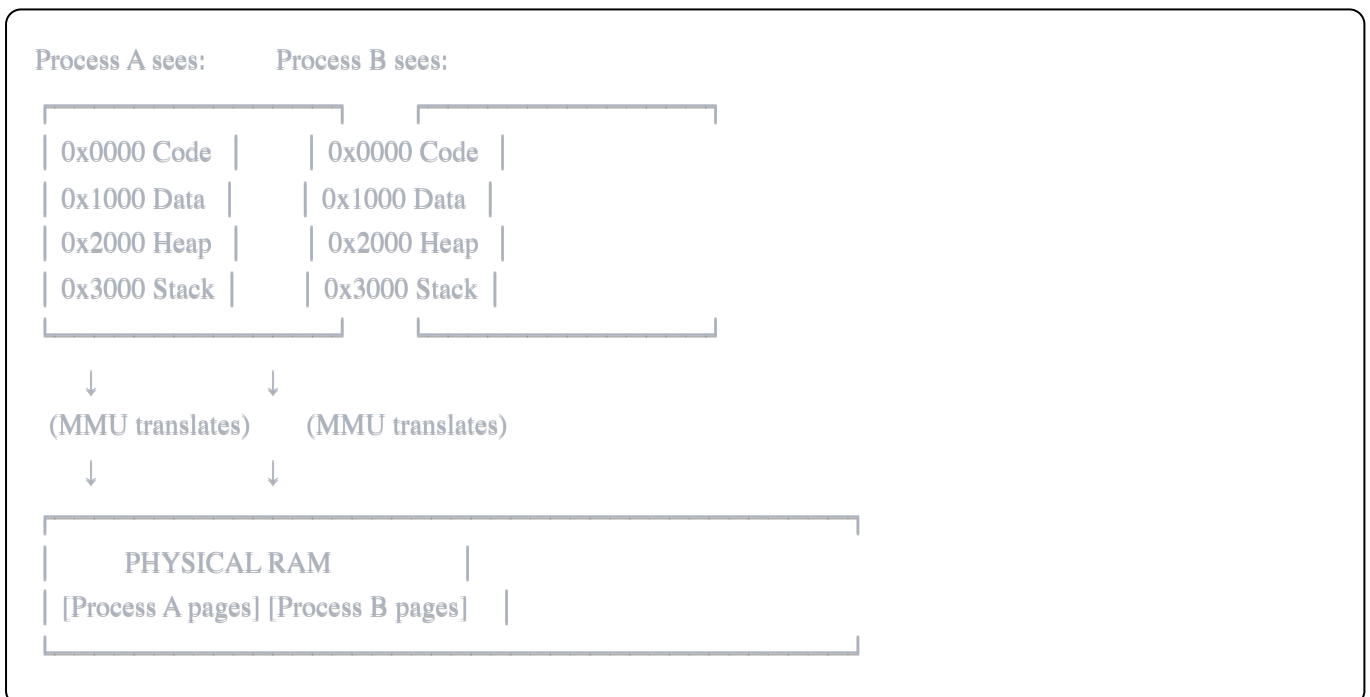 Process A sees: Process B sees:
┌───────────────┐ ┌───────────────┐
│ 0x0000 Code │ │ 0x0000 Code │
│ 0x1000 Data │ │ 0x1000 Data │
│ 0x2000 Heap │ │ 0x2000 Heap │
│ 0x3000 Stack │ │ 0x3000 Stack │
└───────────────┘ └───────────────┘
↓ ↓
(MMU translates) (MMU translates)
↓ ↓
┌─────────────────────────────────────────┐
│ PHYSICAL RAM │
│ [Process A pages] [Process B pages] │
└─────────────────────────────────────────┘